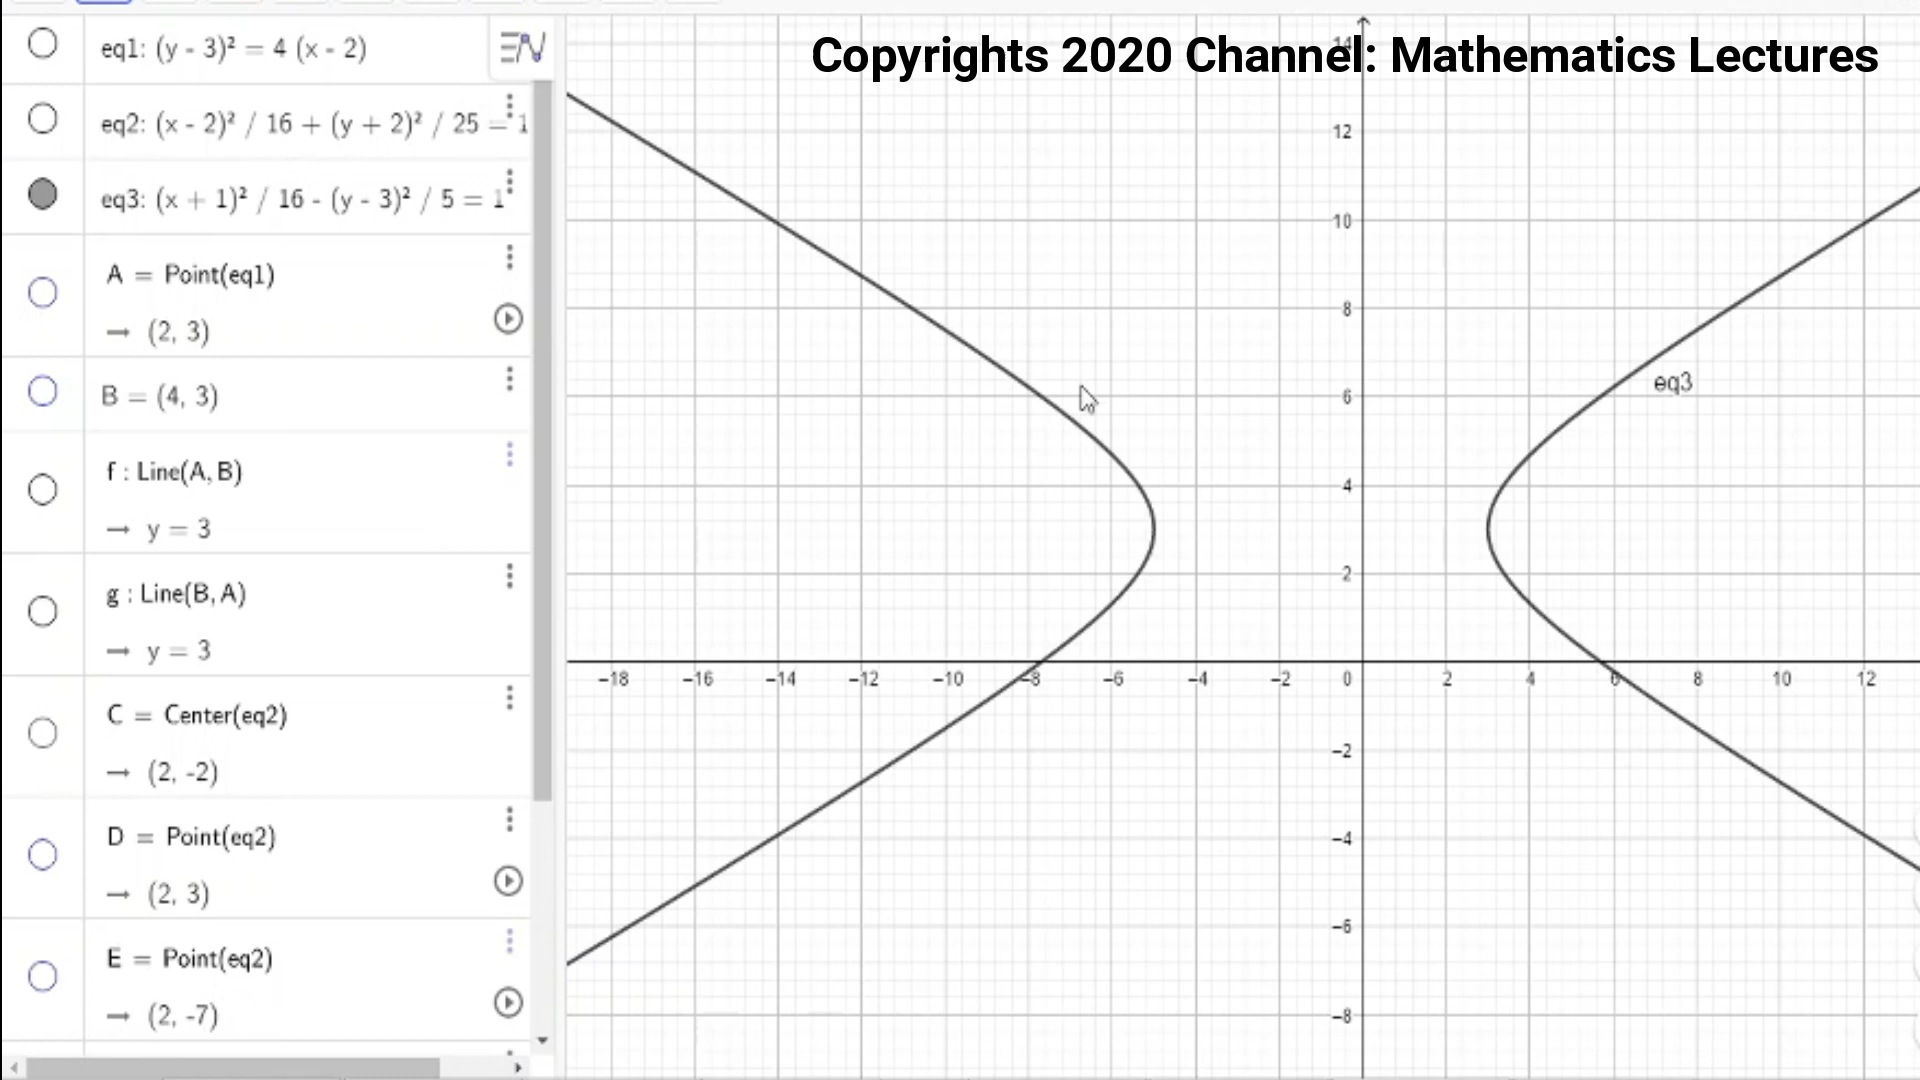 Copyrights 2020 Channel: Mathematics Lectures
eq1: (y - 3)² = 4 (x - 2)
eq2: (x - 2)² / 16 + (y + 2)² / 25 = 1
eq3: (x + 1)² / 16 - (y - 3)² / 5 = 1
A = Point(eq1)
→ (2, 3)
B = (4, 3)
f : Line(A, B)
→ y = 3
g : Line(B, A)
→ y = 3
C = Center(eq2)
→ (2, -2)
D = Point(eq2)
→ (2, 3)
E = Point(eq2)
→ (2, -7)
14
12
10
8
6
eq3
4
2
−18 −16 −14 −12 −10 −8 −6 −4 −2 0 2 4 6 8 10 12
−2
−4
−6
−8